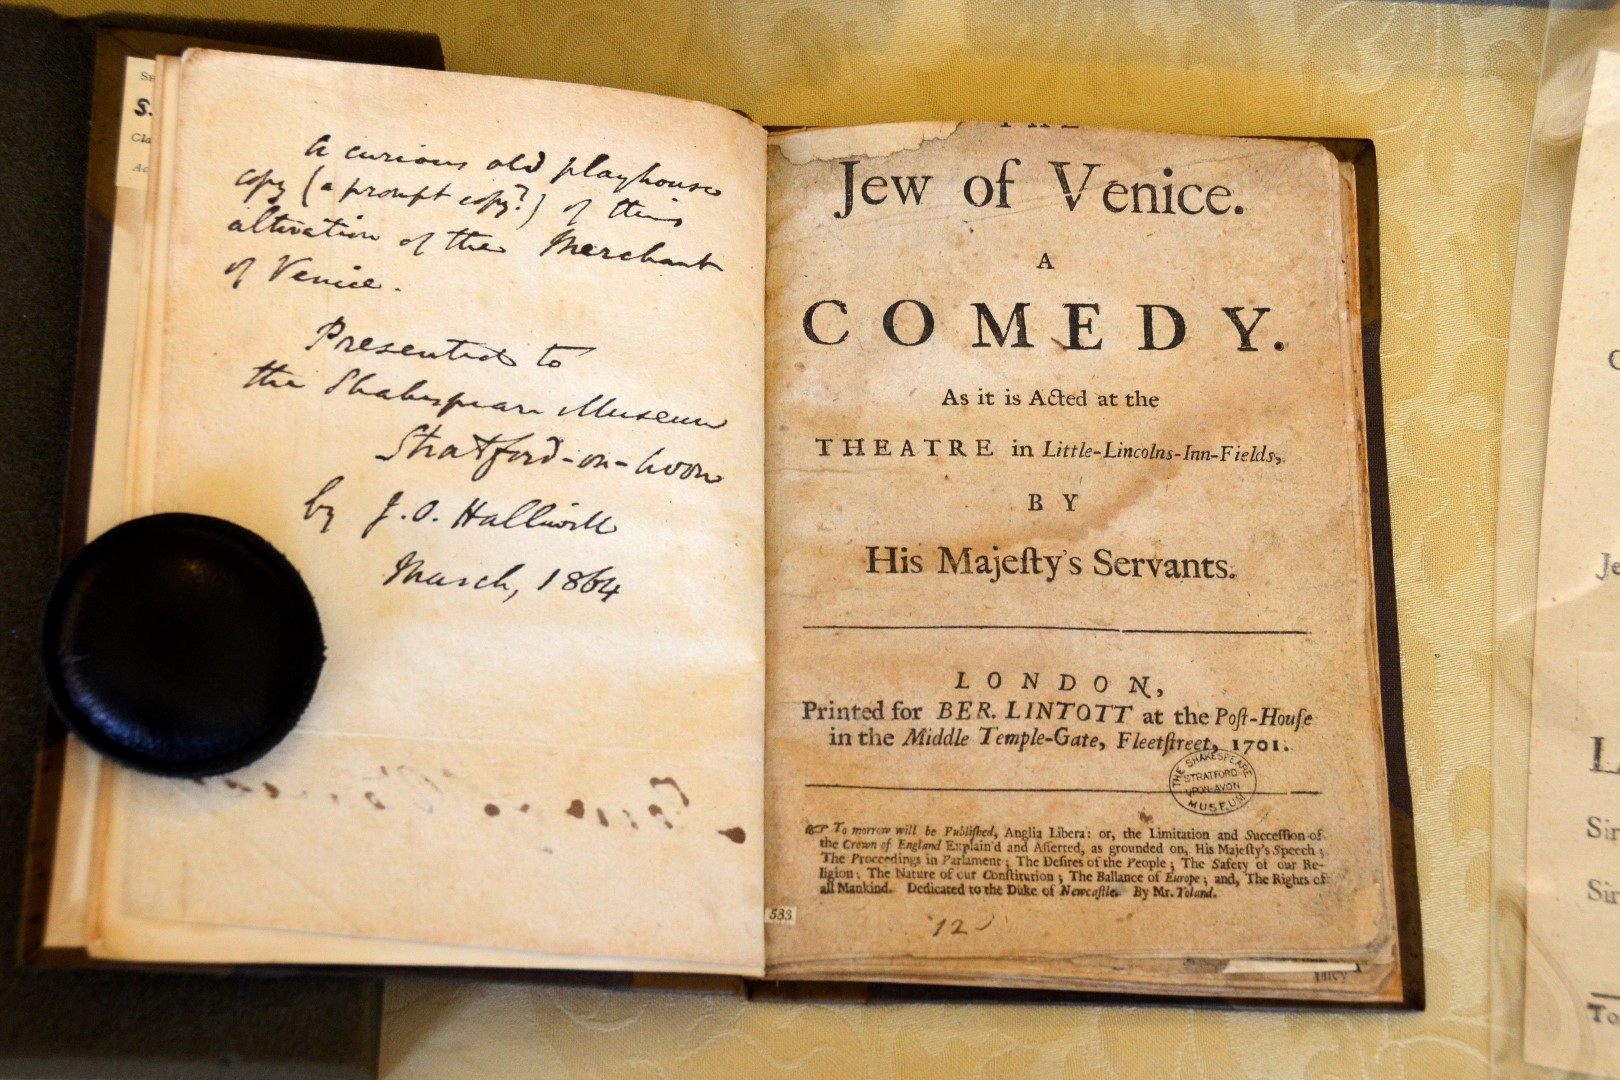 A curious old playhouse
copy (a prompt copy?) of this
alteration of the Merchant
of Venice.
Presented to
the Shakespeare Museum
Stratford-on-Avon
by J. O. Halliwell
March, 1864
THE
Jew of Venice.
A
COMEDY.
As it is Acted at the
THEATRE in Little-Lincolns-Inn-Fields,
BY
His Majeſty's Servants.
LONDON,
Printed for BER. LINTOTT at the Poſt-Houſe
in the Middle Temple-Gate, Fleetſtreet, 1701.
THE SHAKESPEARE
STRATFORD
UPON-AVON
MUSEUM
☞ To morrow will be Publiſhed, Anglia Libera: or, the Limitation and Succeſſion of
the Crown of England Explain'd and Aſſerted, as grounded on, His Majeſty's Speech;
The Proceedings in Parlament; The Deſires of the People; The Safety of our Re-
ligion; The Nature of our Conſtitution; The Ballance of Europe; and, The Rights of
all Mankind. Dedicated to the Duke of Newcaſtle. By Mr. Toland.
533
12
S.
Cla
Ac
Je
Sir
Sir
To